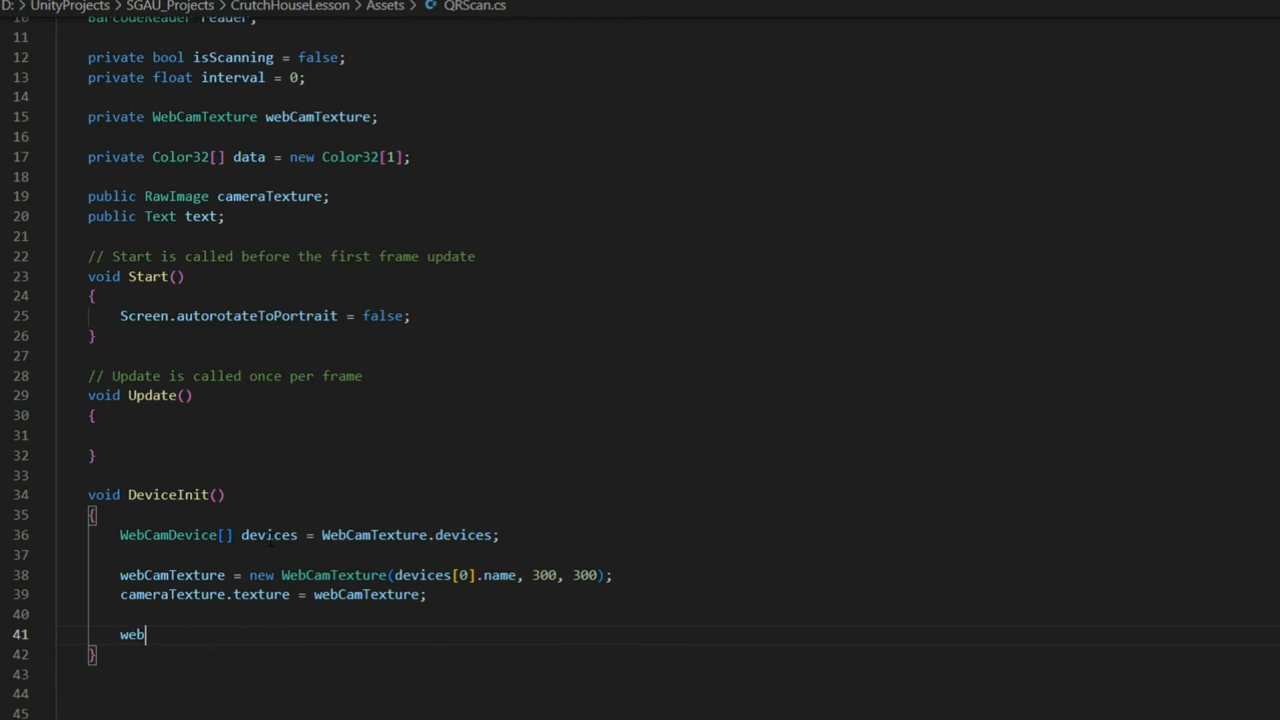 D: > UnityProjects > SGAU_Projects > CrutchHouseLesson > Assets > QRScan.cs
10 BarcodeReader reader;
11
12 private bool isScanning = false;
13 private float interval = 0;
14
15 private WebCamTexture webCamTexture;
16
17 private Color32[] data = new Color32[1];
18
19 public RawImage cameraTexture;
20 public Text text;
21
22 // Start is called before the first frame update
23 void Start()
24 {
25 Screen.autorotateToPortrait = false;
26 }
27
28 // Update is called once per frame
29 void Update()
30 {
31
32 }
33
34 void DeviceInit()
35 {
36 WebCamDevice[] devices = WebCamTexture.devices;
37
38 webCamTexture = new WebCamTexture(devices[0].name, 300, 300);
39 cameraTexture.texture = webCamTexture;
40
41 web
42 }
43
44
45